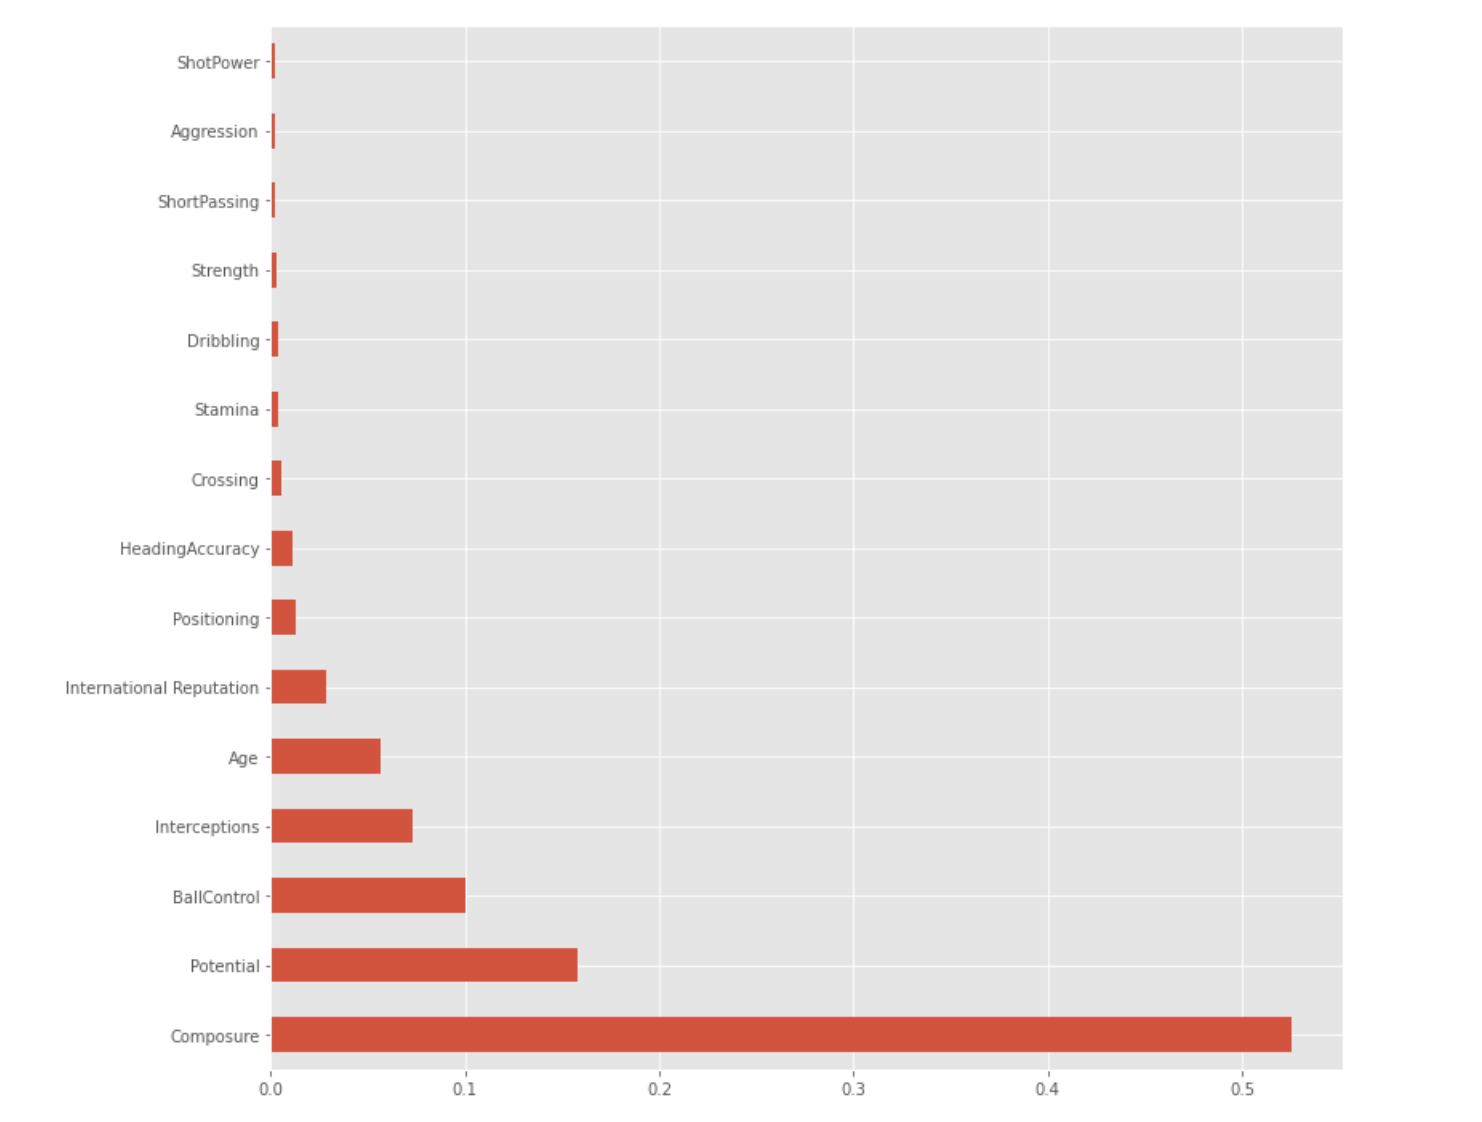 ShotPower
Aggression
ShortPassing
Strength
Dribbling
Stamina
Crossing
HeadingAccuracy
Positioning
International Reputation
Age
Interceptions
BallControl
Potential
Composure
0.0 0.1 0.2 0.3 0.4 0.5